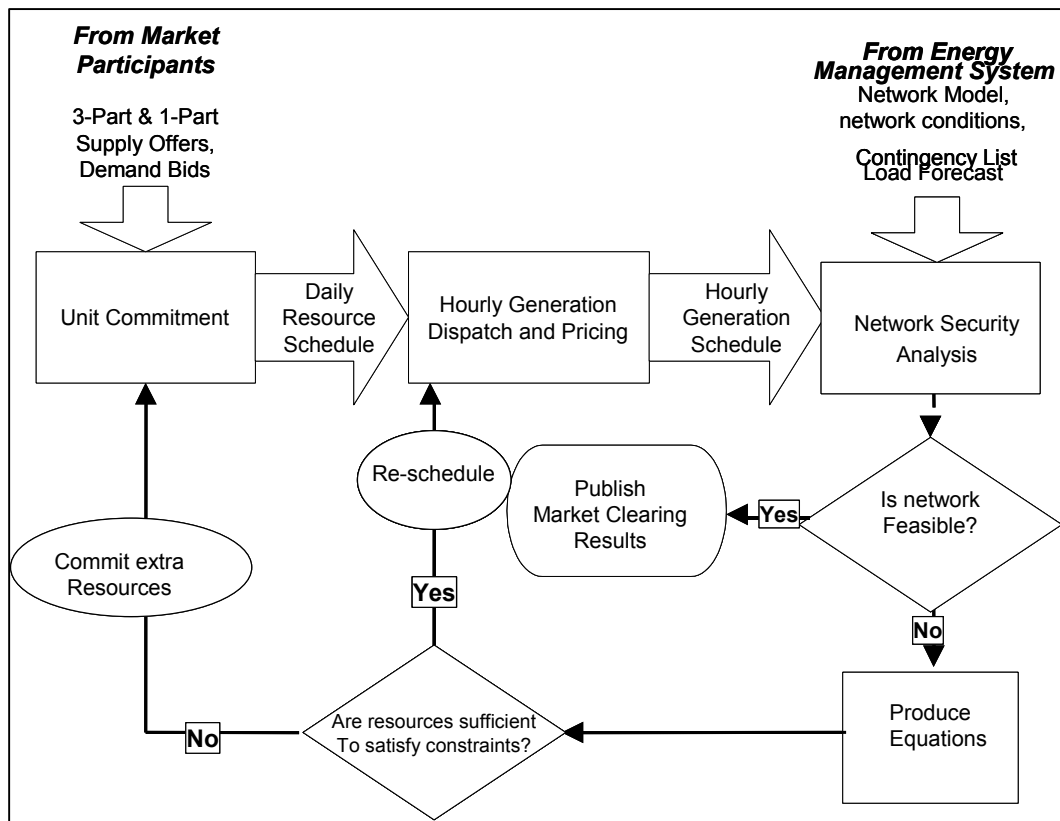 From Market
Participants
3-Part & 1-Part
Supply Offers,
Demand Bids
From Energy
Management System
Network Model,
network conditions,
Contingency List
Load Forecast
Unit Commitment
Daily
Resource
Schedule
Hourly Generation
Dispatch and Pricing
Hourly
Generation
Schedule
Network Security
Analysis
Re-schedule
Publish
Market Clearing
Results
Yes
Is network
Feasible?
Commit extra
Resources
Yes
No
Are resources sufficient
To satisfy constraints?
No
Produce
Equations